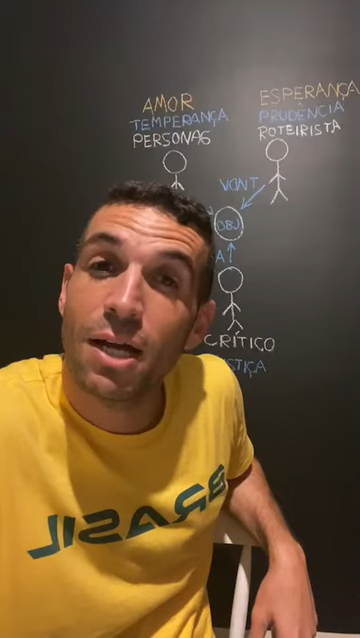 AMOR
TEMPERANÇA
PERSONAS
ESPERANÇA
PRUDÊNCIA
ROTEIRISTA
VONT
OBJ
A
CRÍTICO
BRASIL